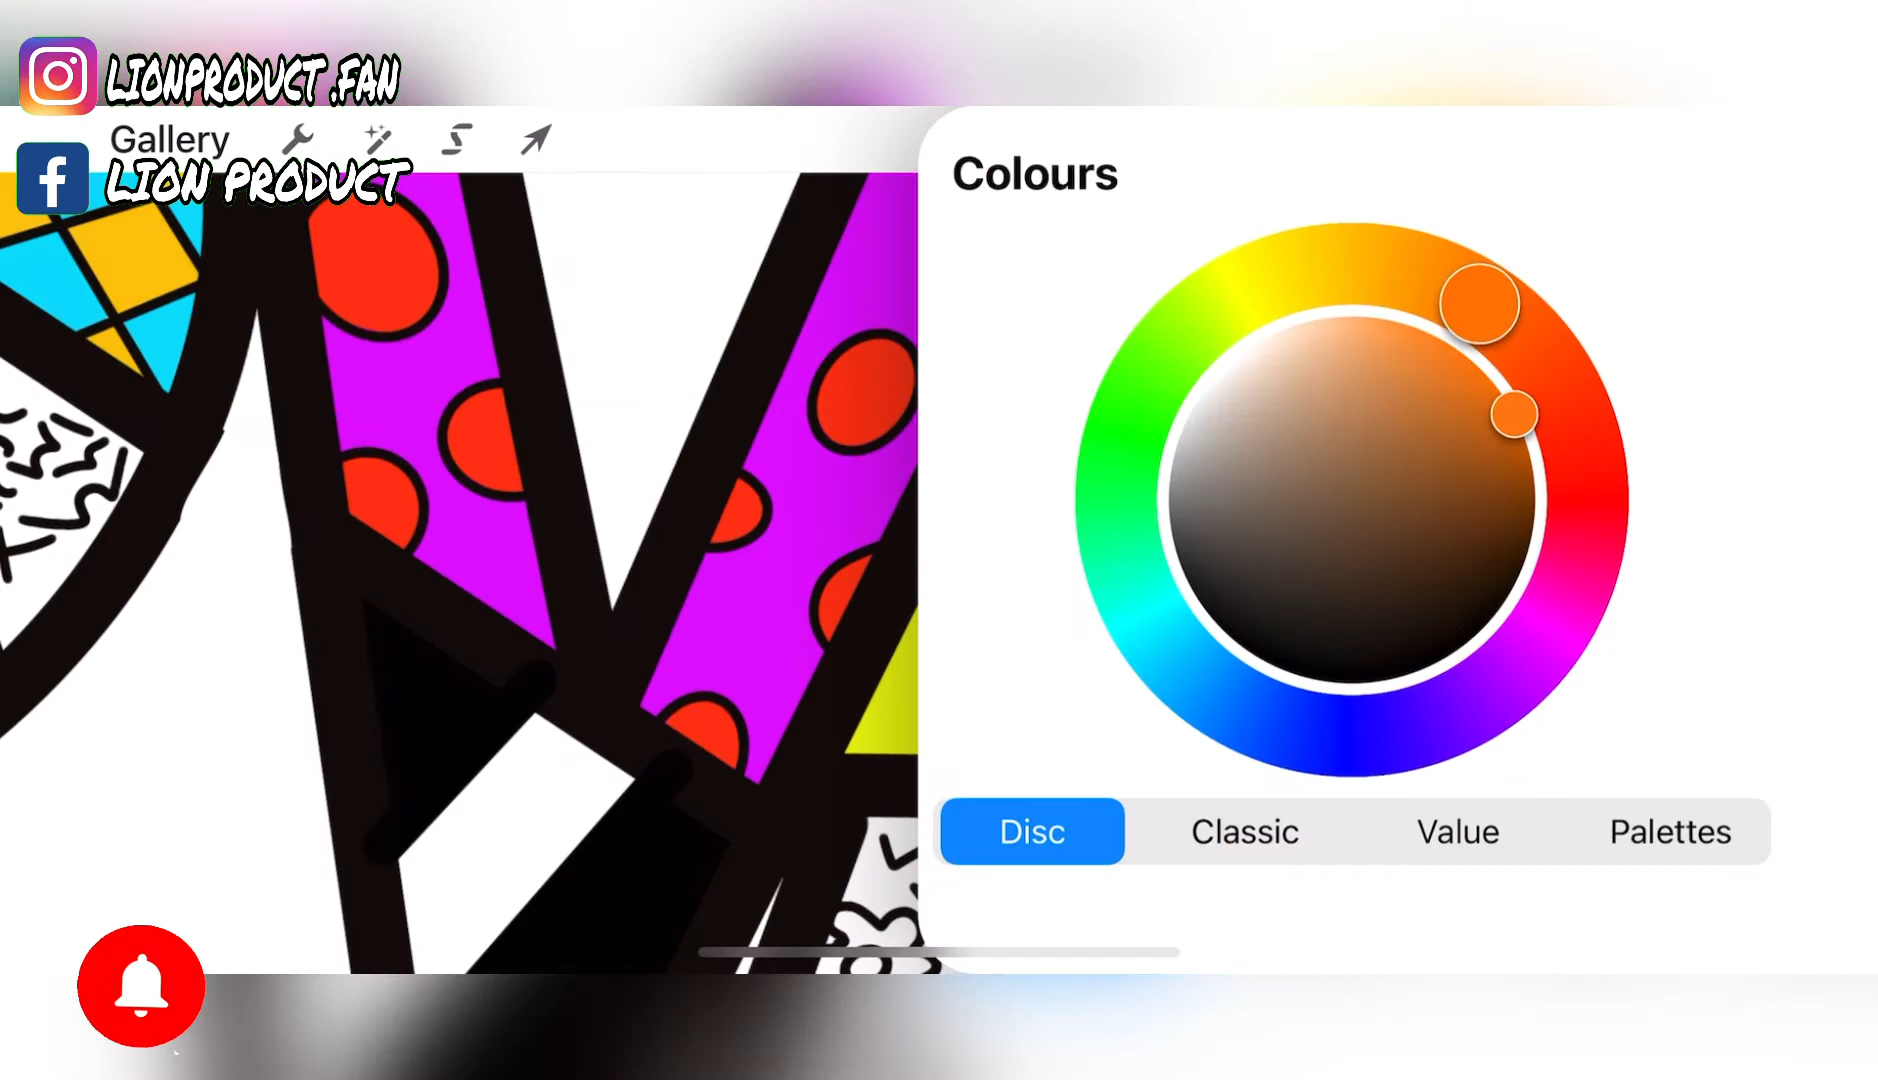 LIONPRODUCT.FAN
Gallery
LION PRODUCT
Colours
Disc Classic Value Palettes